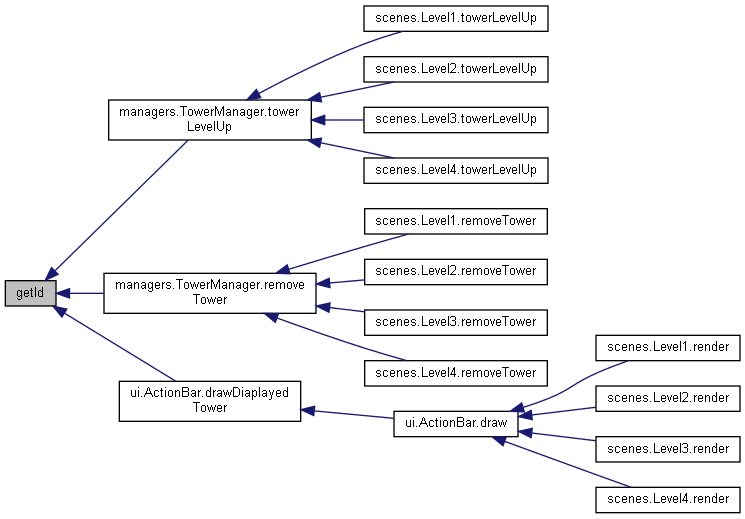 scenes.Level1.towerLevelUp
scenes.Level2.towerLevelUp
managers.TowerManager.tower
LevelUp
scenes.Level3.towerLevelUp
scenes.Level4.towerLevelUp
scenes.Level1.removeTower
getId
managers.TowerManager.remove
Tower
scenes.Level2.removeTower
scenes.Level3.removeTower
scenes.Level4.removeTower
ui.ActionBar.drawDiaplayed
Tower
ui.ActionBar.draw
scenes.Level1.render
scenes.Level2.render
scenes.Level3.render
scenes.Level4.render